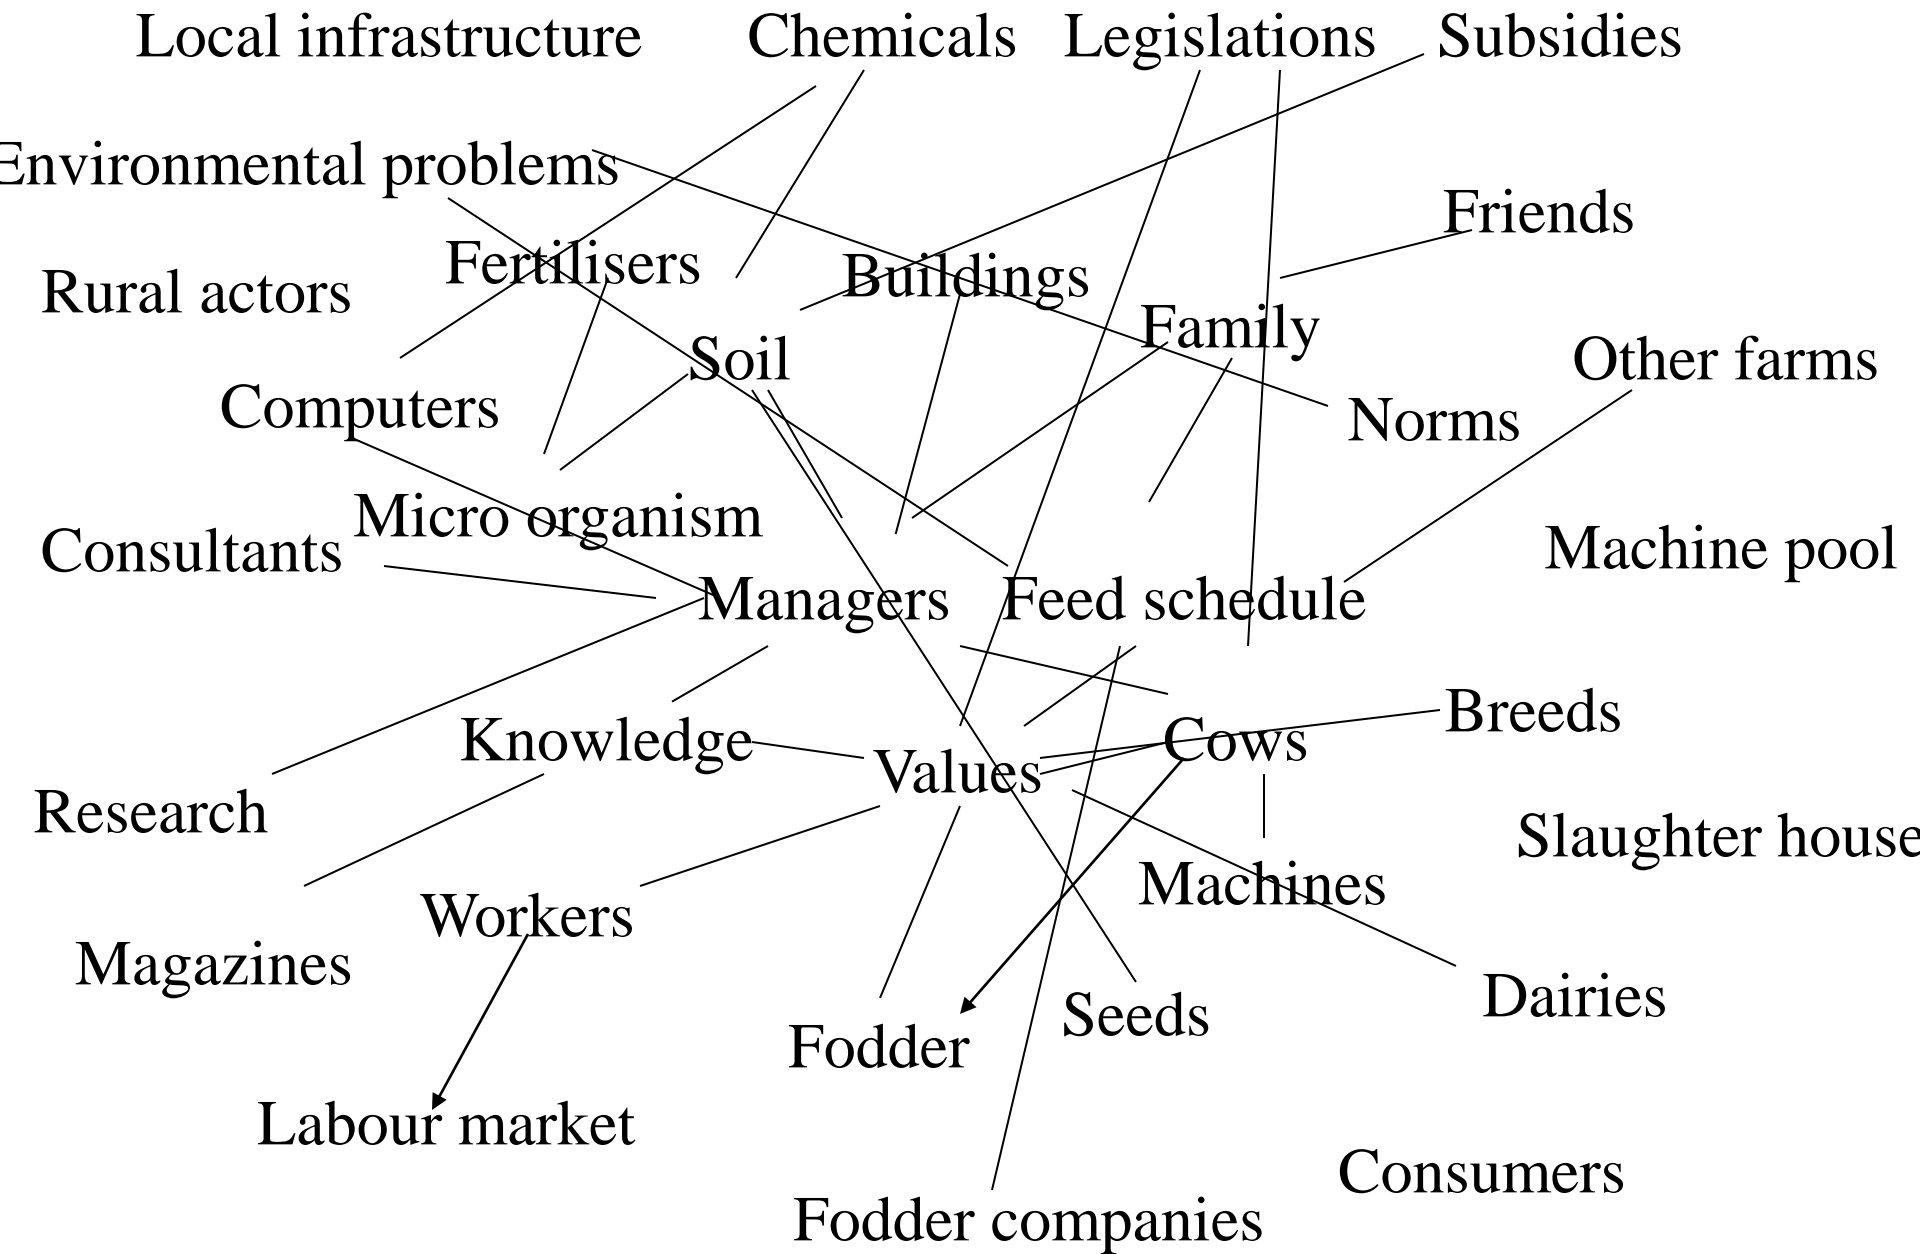 Local infrastructure
Chemicals
Legislations
Subsidies
Environmental problems
Friends
Fertilisers
Buildings
Rural actors
Family
Soil
Other farms
Computers
Norms
Micro organism
Consultants
Machine pool
Managers
Feed schedule
Breeds
Knowledge
Cows
Values
Research
Slaughter house
Machines
Workers
Magazines
Dairies
Seeds
Fodder
Labour market
Consumers
Fodder companies